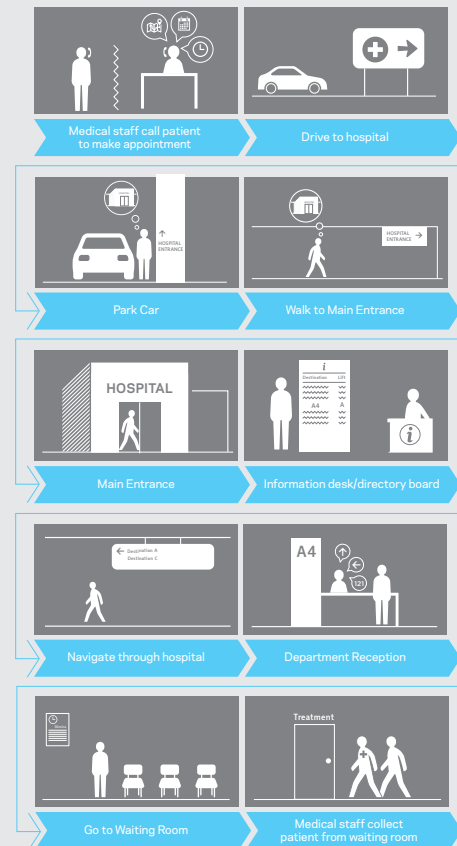 Medical staff call patient
to make appointment
Drive to hospital
HOSPITAL
ENTRANCE
Park Car
HOSPITAL
ENTRANCE
Walk to Main Entrance
HOSPITAL
Main Entrance
i
Destination Lift
A4 A
i
Information desk/directory board
Destination A
Destination C
Navigate through hospital
A4
121
Department Reception
Go to Waiting Room
Treatment
Medical staff collect
patient from waiting room